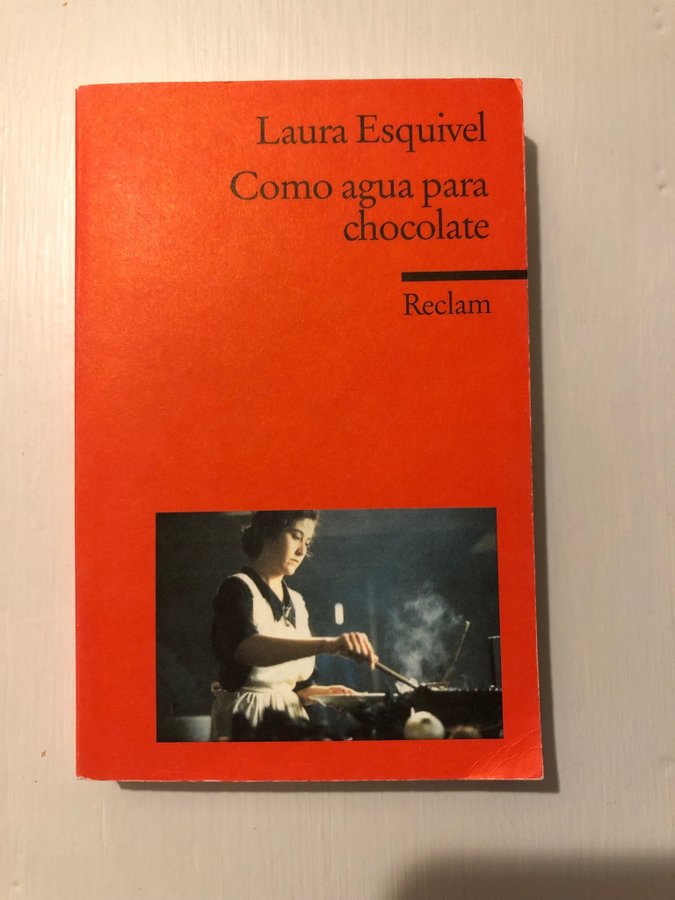 Laura Esquivel
Como agua para
chocolate
Reclam